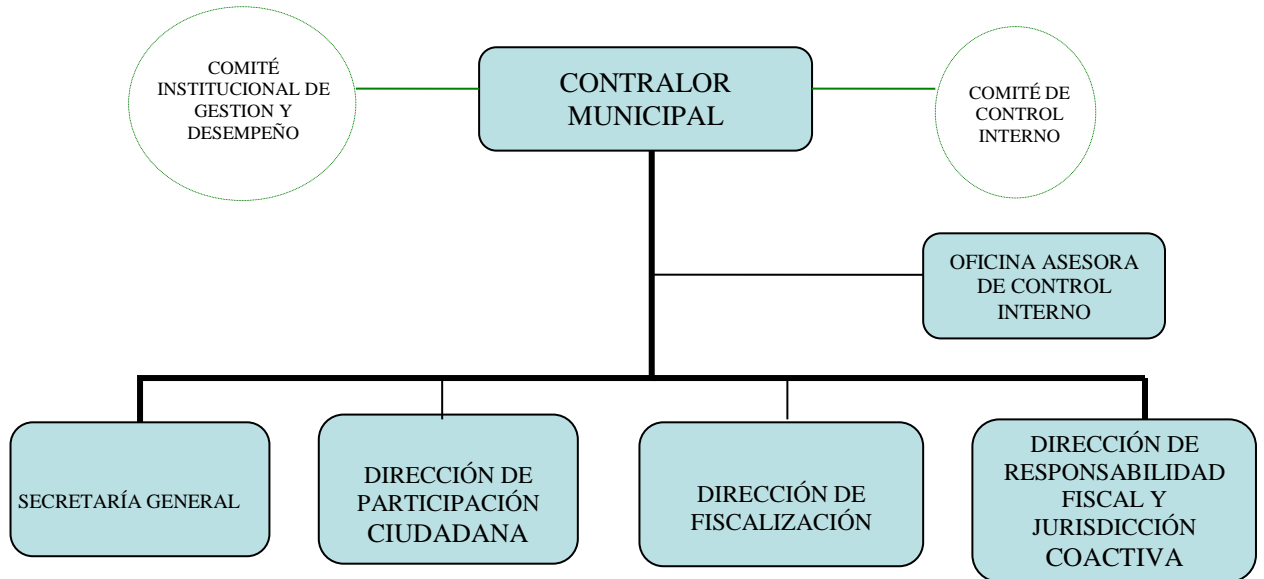 COMITÉ
INSTITUCIONAL DE
GESTION Y
DESEMPEÑO
CONTRALOR
MUNICIPAL
COMITÉ DE
CONTROL
INTERNO
OFICINA ASESORA
DE CONTROL
INTERNO
SECRETARÍA GENERAL
DIRECCIÓN DE
PARTICIPACIÓN
CIUDADANA
DIRECCIÓN DE
FISCALIZACIÓN
DIRECCIÓN DE
RESPONSABILIDAD
FISCAL Y
JURISDICCIÓN
COACTIVA